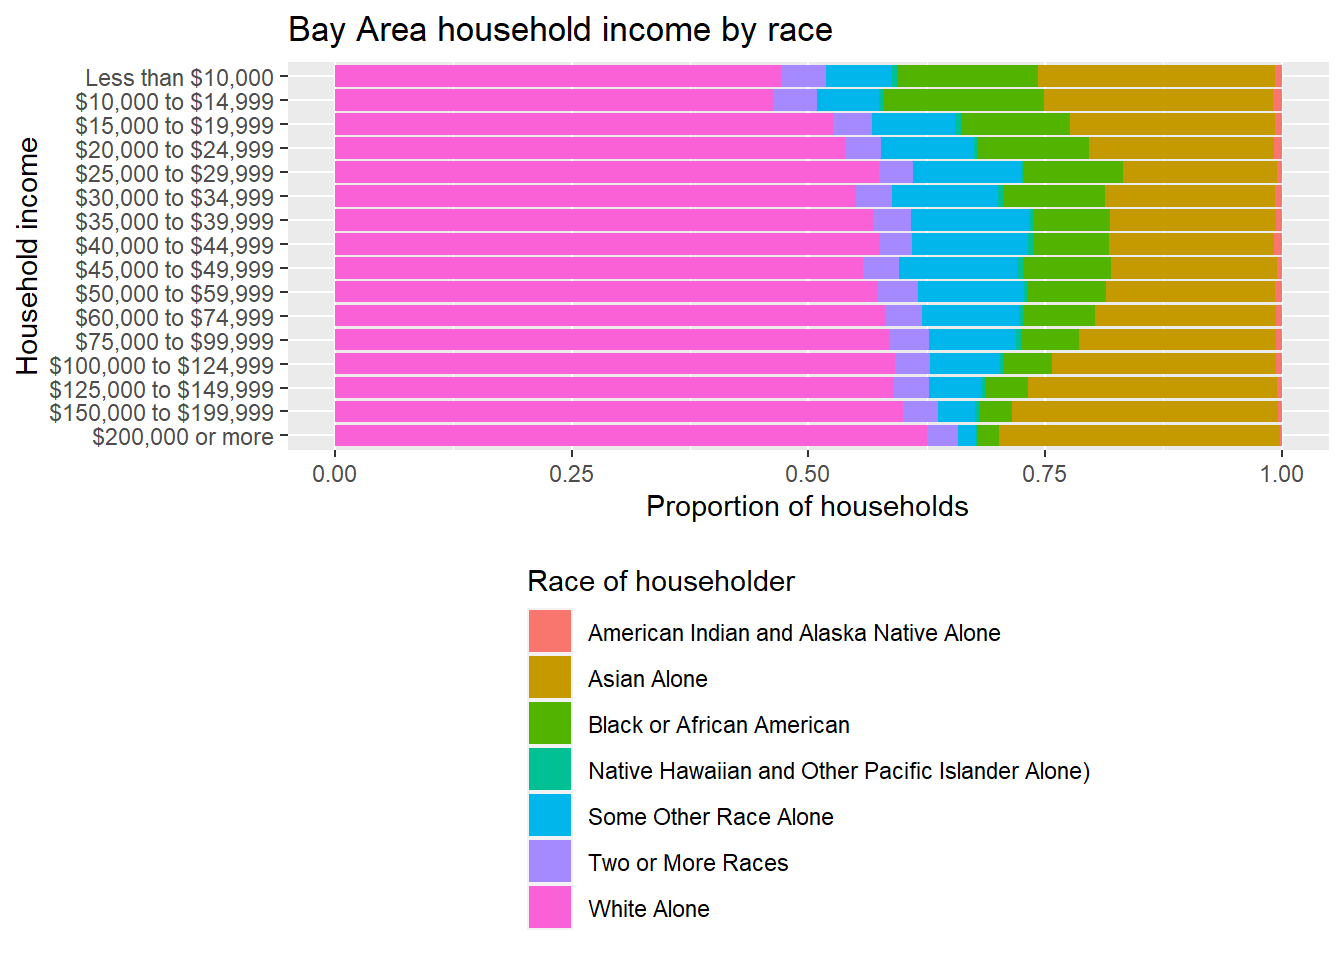 Bay Area household income by race
Household income
Less than $10,000
$10,000 to $14,999
$15,000 to $19,999
$20,000 to $24,999
$25,000 to $29,999
$30,000 to $34,999
$35,000 to $39,999
$40,000 to $44,999
$45,000 to $49,999
$50,000 to $59,999
$60,000 to $74,999
$75,000 to $99,999
$100,000 to $124,999
$125,000 to $149,999
$150,000 to $199,999
$200,000 or more
0.00 0.25 0.50 0.75 1.00
Proportion of households
Race of householder
American Indian and Alaska Native Alone
Asian Alone
Black or African American
Native Hawaiian and Other Pacific Islander Alone)
Some Other Race Alone
Two or More Races
White Alone